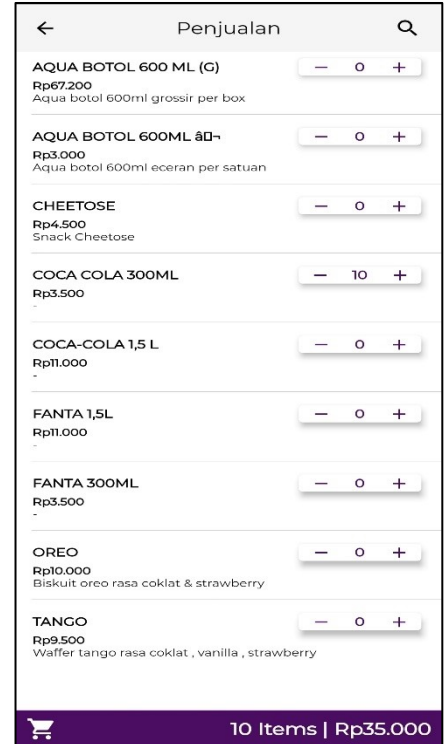 Penjualan
AQUA BOTOL 600 ML (G)
— 0 +
Rp67.200
Aqua botol 600ml grossir per box
AQUA BOTOL 600ML â□¬
— 0 +
Rp3.000
Aqua botol 600ml eceran per satuan
CHEETOSE
— 0 +
Rp4.500
Snack Cheetose
COCA COLA 300ML
— 10 +
Rp3.500
-
COCA-COLA 1,5 L
— 0 +
Rp11.000
-
FANTA 1,5L
— 0 +
Rp11.000
-
FANTA 300ML
— 0 +
Rp3.500
-
OREO
— 0 +
Rp10.000
Biskuit oreo rasa coklat & strawberry
TANGO
— 0 +
Rp9.500
Waffer tango rasa coklat , vanilla , strawberry
10 Items | Rp35.000